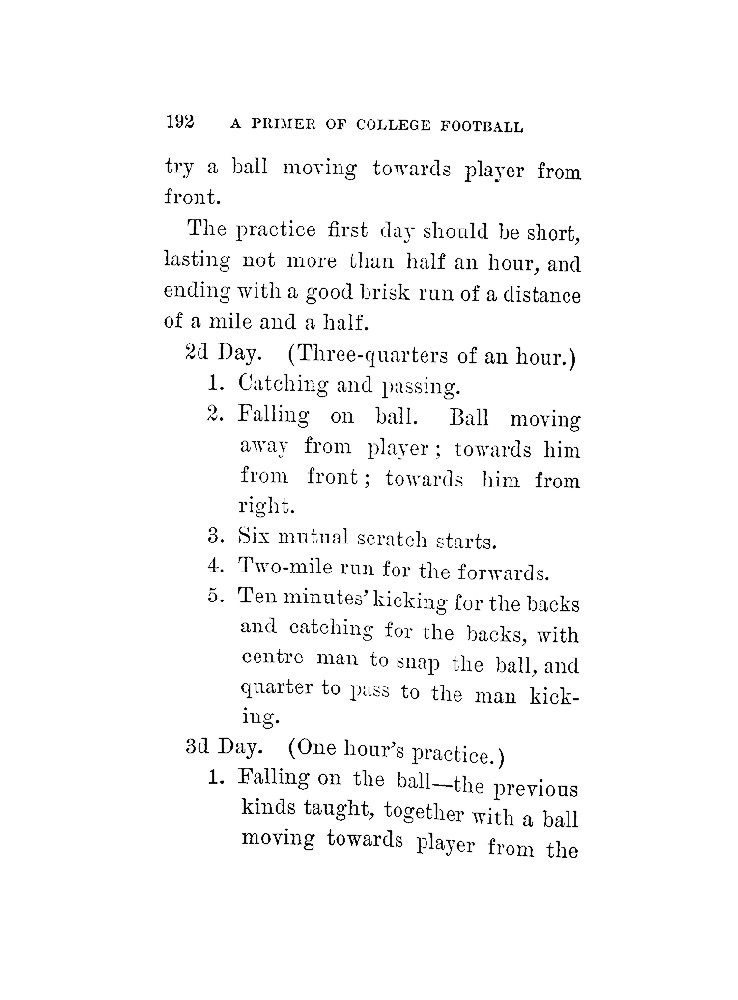 192 A PRIMER OF COLLEGE FOOTBALL
try a ball moving towards player from
front.
The practice first day should be short,
lasting not more than half an hour, and
ending with a good brisk run of a distance
of a mile and a half.
2d Day. (Three-quarters of an hour.)
1. Catching and passing.
2. Falling on ball. Ball moving
away from player; towards him
from front; towards him from
right.
3. Six mutual scratch starts.
4. Two-mile run for the forwards.
5. Ten minutes' kicking for the backs
and catching for the backs, with
centre man to snap the ball, and
quarter to pass to the man kick-
ing.
3d Day. (One hour's practice.)
1. Falling on the ball—the previous
kinds taught, together with a ball
moving towards player from the